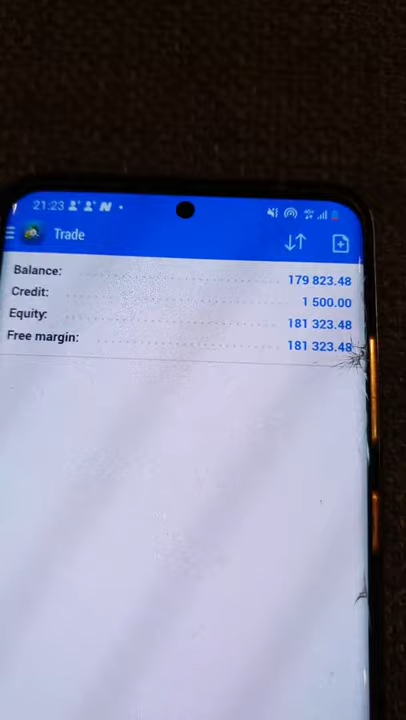 21:23
Trade
Balance: 179 823.48
Credit: 1 500.00
Equity: 181 323.48
Free margin: 181 323.48